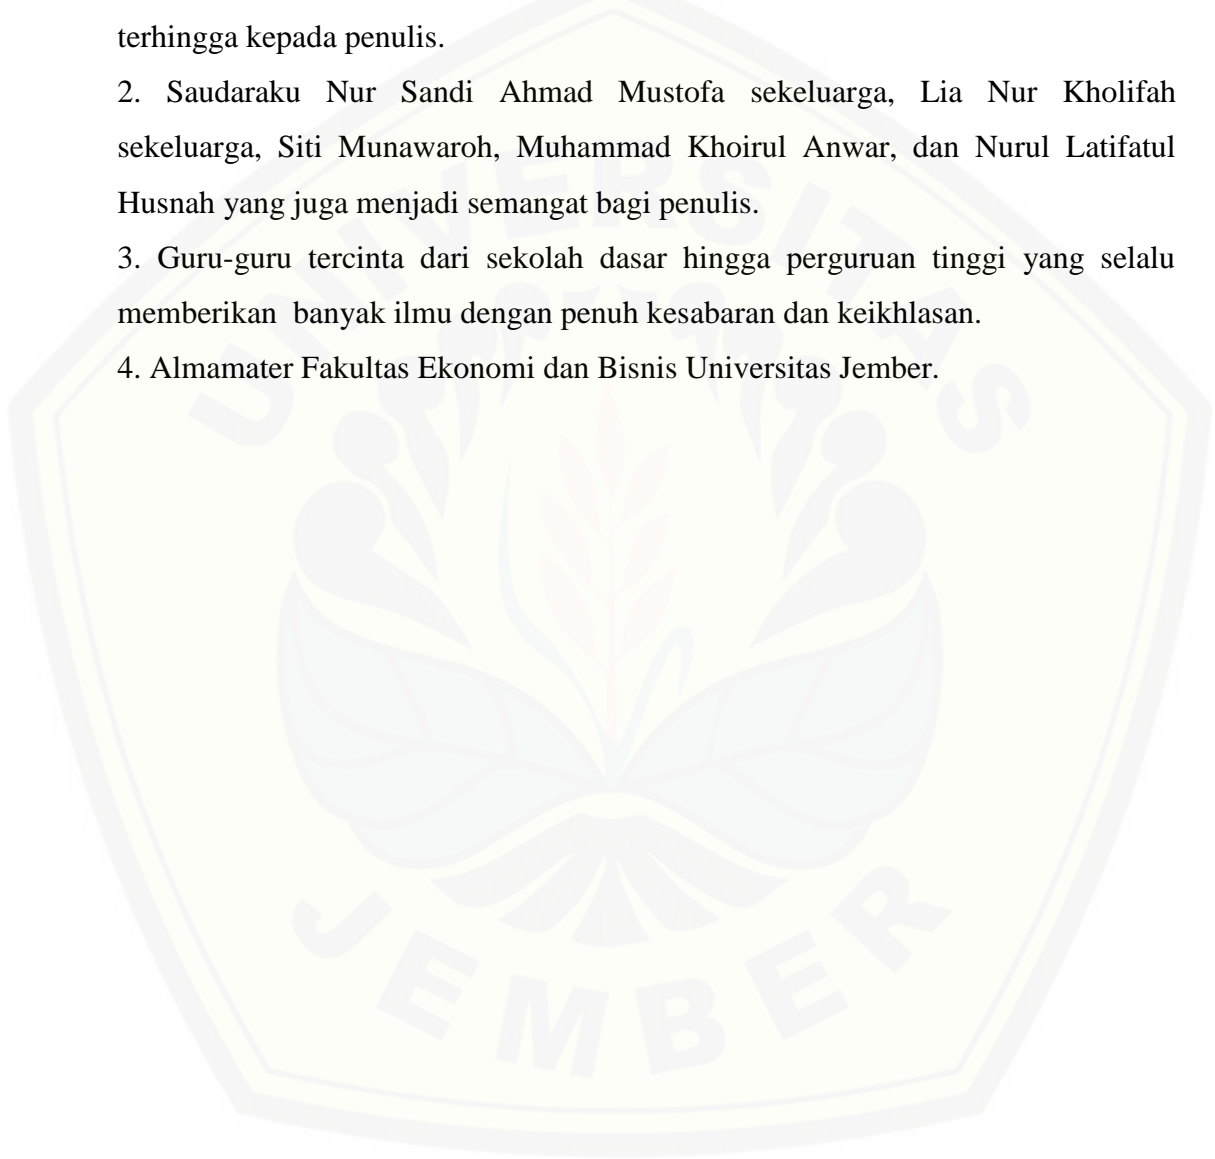 terhingga kepada penulis.
2. Saudaraku Nur Sandi Ahmad Mustofa sekeluarga, Lia Nur Kholifah
sekeluarga, Siti Munawaroh, Muhammad Khoirul Anwar, dan Nurul Latifatul
Husnah yang juga menjadi semangat bagi penulis.
3. Guru-guru tercinta dari sekolah dasar hingga perguruan tinggi yang selalu
memberikan banyak ilmu dengan penuh kesabaran dan keikhlasan.
4. Almamater Fakultas Ekonomi dan Bisnis Universitas Jember.
UNIVERSITAS
JEMBER